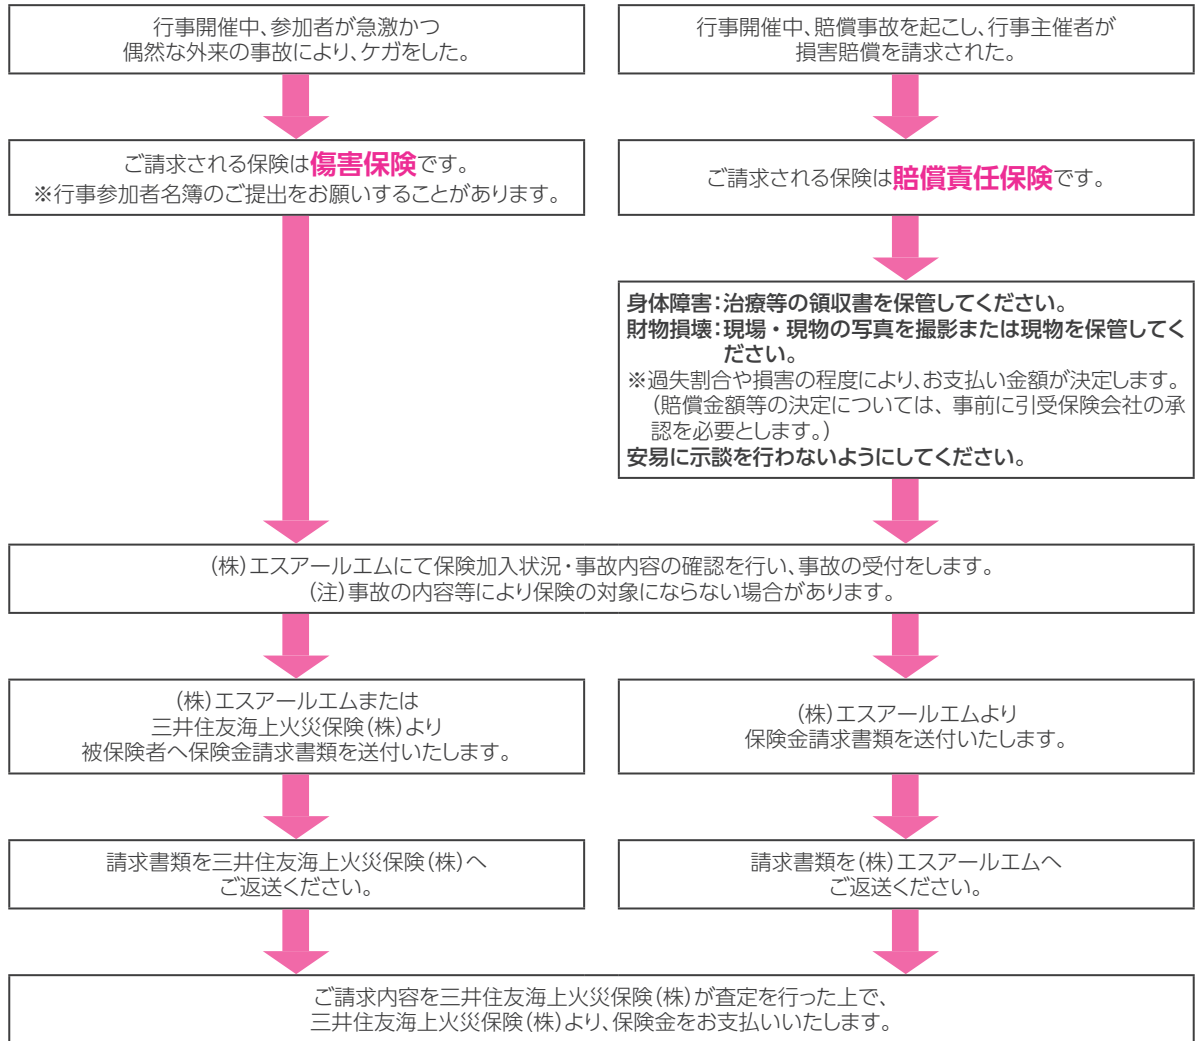 行事開催中、参加者が急激かつ
偶然な外来の事故により、ケガをした。
行事開催中、賠償事故を起こし、行事主催者が
損害賠償を請求された。
ご請求される保険は傷害保険です。
※行事参加者名簿のご提出をお願いすることがあります。
ご請求される保険は賠償責任保険です。
身体障害：治療等の領収書を保管してください。
財物損壊：現場・現物の写真を撮影または現物を保管してく
ださい。
※過失割合や損害の程度により、お支払い金額が決定します。
（賠償金額等の決定については、事前に引受保険会社の承
認を必要とします。）
安易に示談を行わないようにしてください。
（株）エスアールエムにて保険加入状況・事故内容の確認を行い、事故の受付をします。
（注）事故の内容等により保険の対象にならない場合があります。
（株）エスアールエムまたは
三井住友海上火災保険（株）より
被保険者へ保険金請求書類を送付いたします。
（株）エスアールエムより
保険金請求書類を送付いたします。
請求書類を三井住友海上火災保険（株）へ
ご返送ください。
請求書類を（株）エスアールエムへ
ご返送ください。
ご請求内容を三井住友海上火災保険（株）が査定を行った上で、
三井住友海上火災保険（株）より、保険金をお支払いいたします。